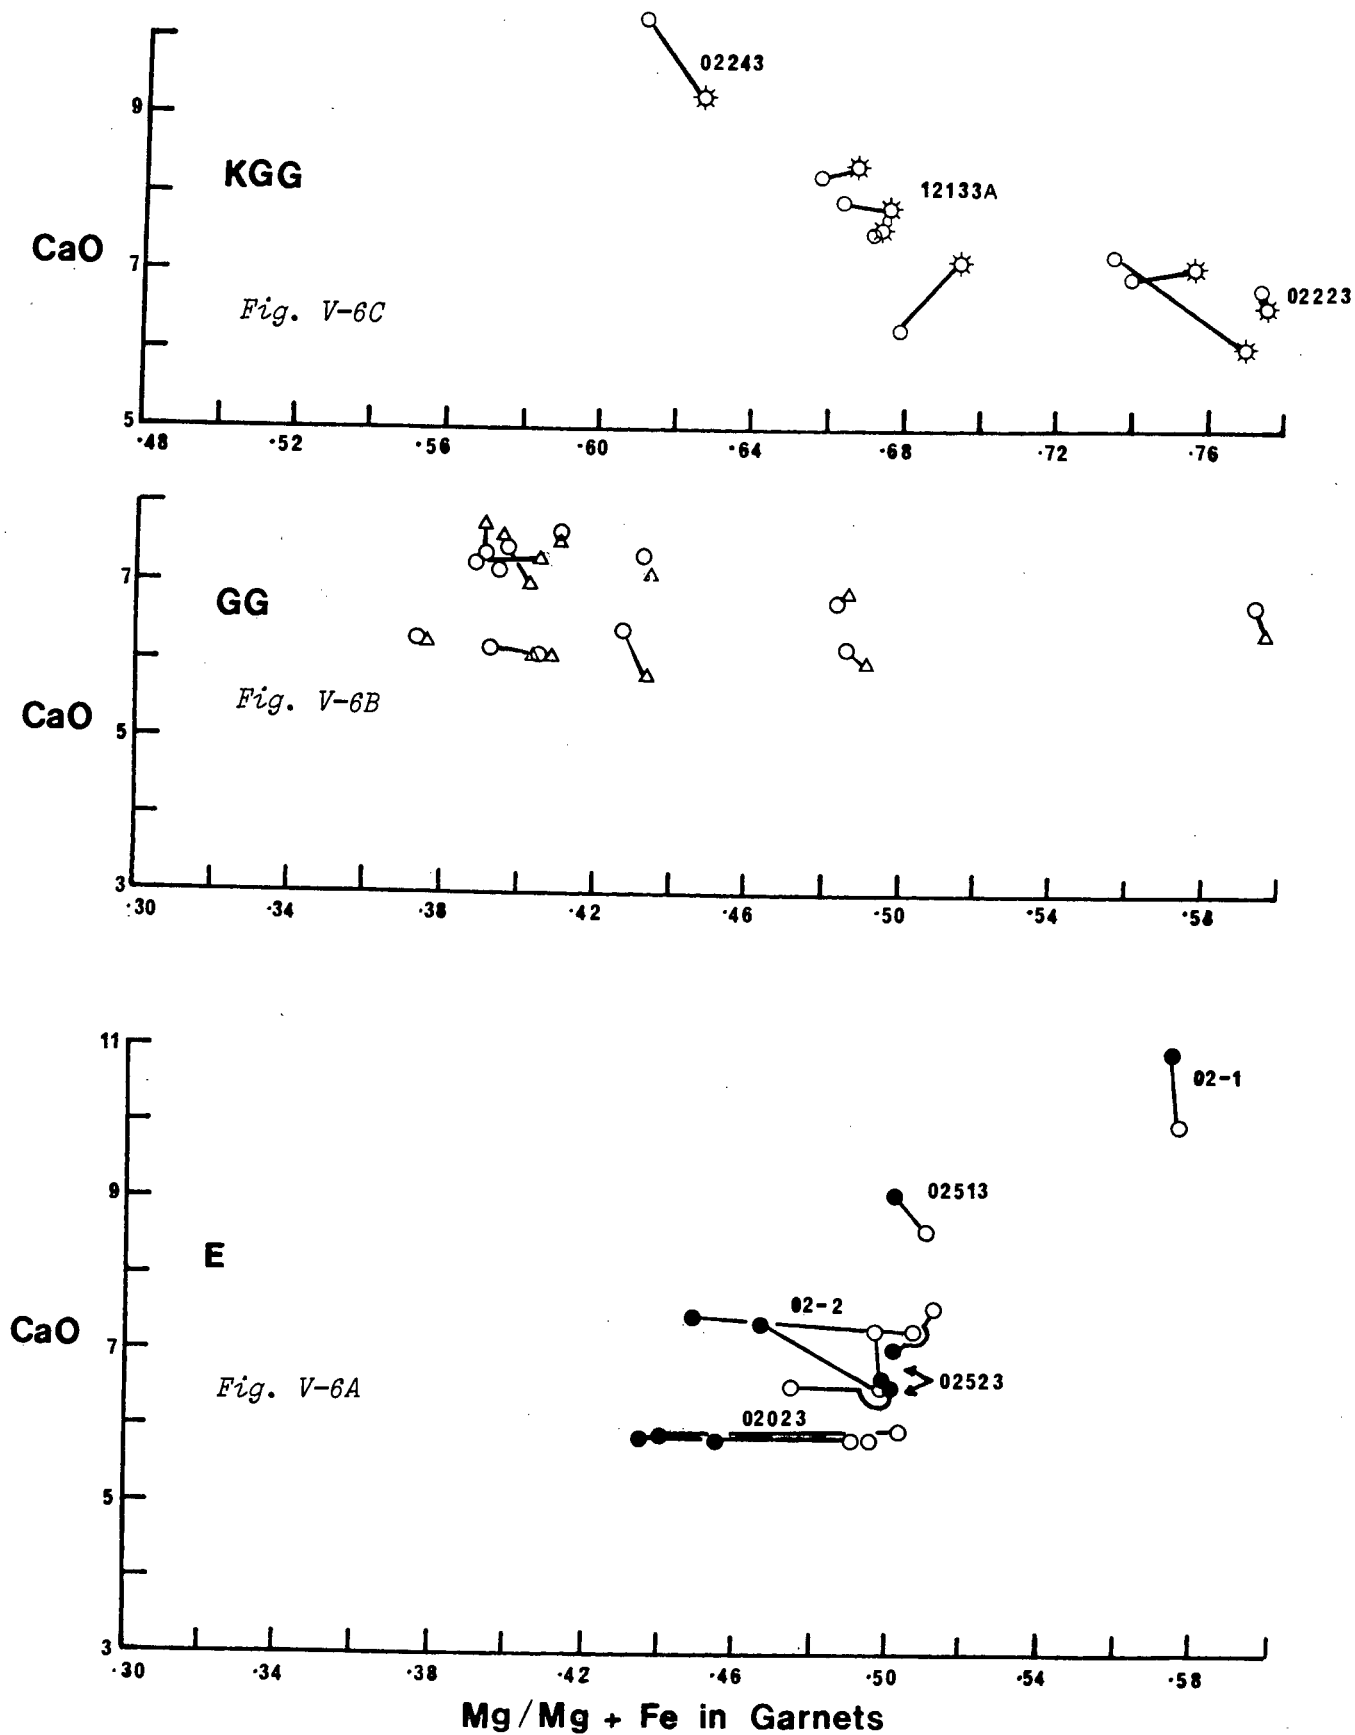 02243
9
KGG
12133A
CaO
7
02223
Fig. V-6C
5
.48 .52 .56 .60 .64 .68 .72 .76
7
GG
Fig. V-6B
CaO
5
3
.30 .34 .38 .42 .46 .50 .54 .58
11
02-1
9
02513
E
02-2
CaO
7
02523
Fig. V-6A
02023
5
3
.30 .34 .38 .42 .46 .50 .54 .58
Mg/Mg + Fe in Garnets